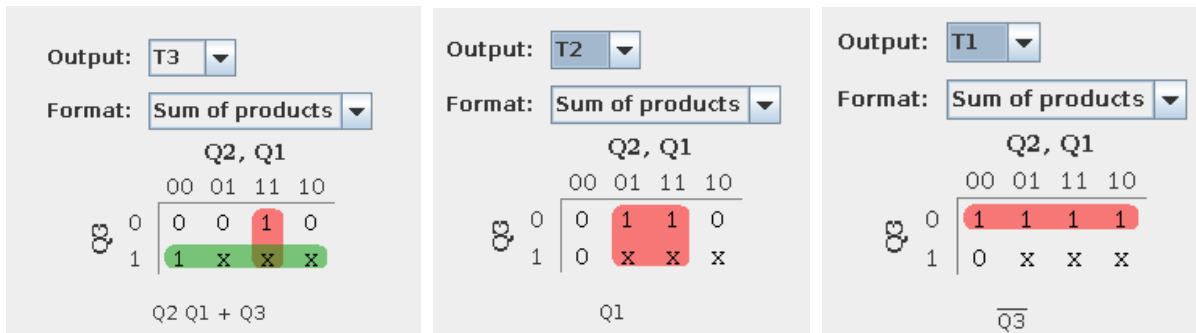 Output: T3
Format: Sum of products
Q2, Q1
00 01 11 10
0 0 0 1 0
Q3
1 1 x x x
Q2 Q1 + Q3
Output: T2
Format: Sum of products
Q2, Q1
00 01 11 10
0 0 1 1 0
Q3
1 0 x x x
Q1
Output: T1
Format: Sum of products
Q2, Q1
00 01 11 10
0 1 1 1 1
Q3
1 0 x x x
Q3